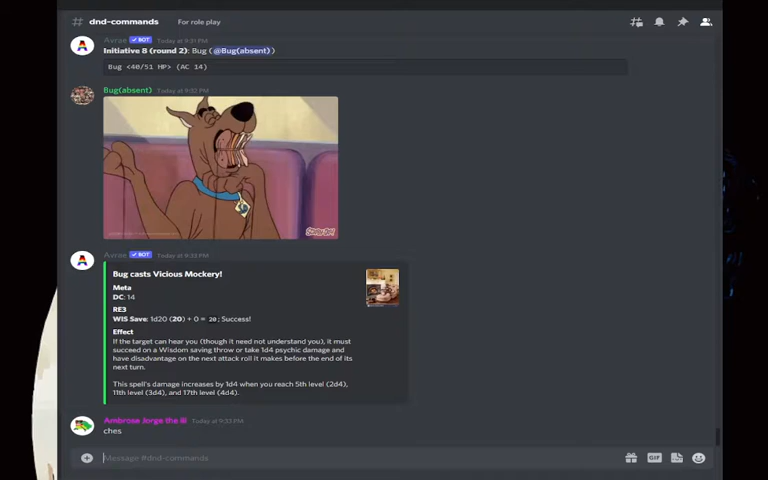 # dnd-commands For role play
Avrae ✓ BOT Today at 9:31 PM
Initiative 8 (round 2): Bug (@Bug(absent))
Bug <40/51 HP> (AC 14)
Bug(absent) Today at 9:32 PM
Avrae ✓ BOT Today at 9:33 PM
Bug casts Vicious Mockery!
Meta
DC: 14
RE3
WIS Save: 1d20 (20) + 0 = 20; Success!
Effect
If the target can hear you (though it need not understand you), it must
succeed on a Wisdom saving throw or take 1d4 psychic damage and
have disadvantage on the next attack roll it makes before the end of its
next turn.
This spell's damage increases by 1d4 when you reach 5th level (2d4),
11th level (3d4), and 17th level (4d4).
Ambrose Jorge the III Today at 9:33 PM
ches
Message #dnd-commands
GIF